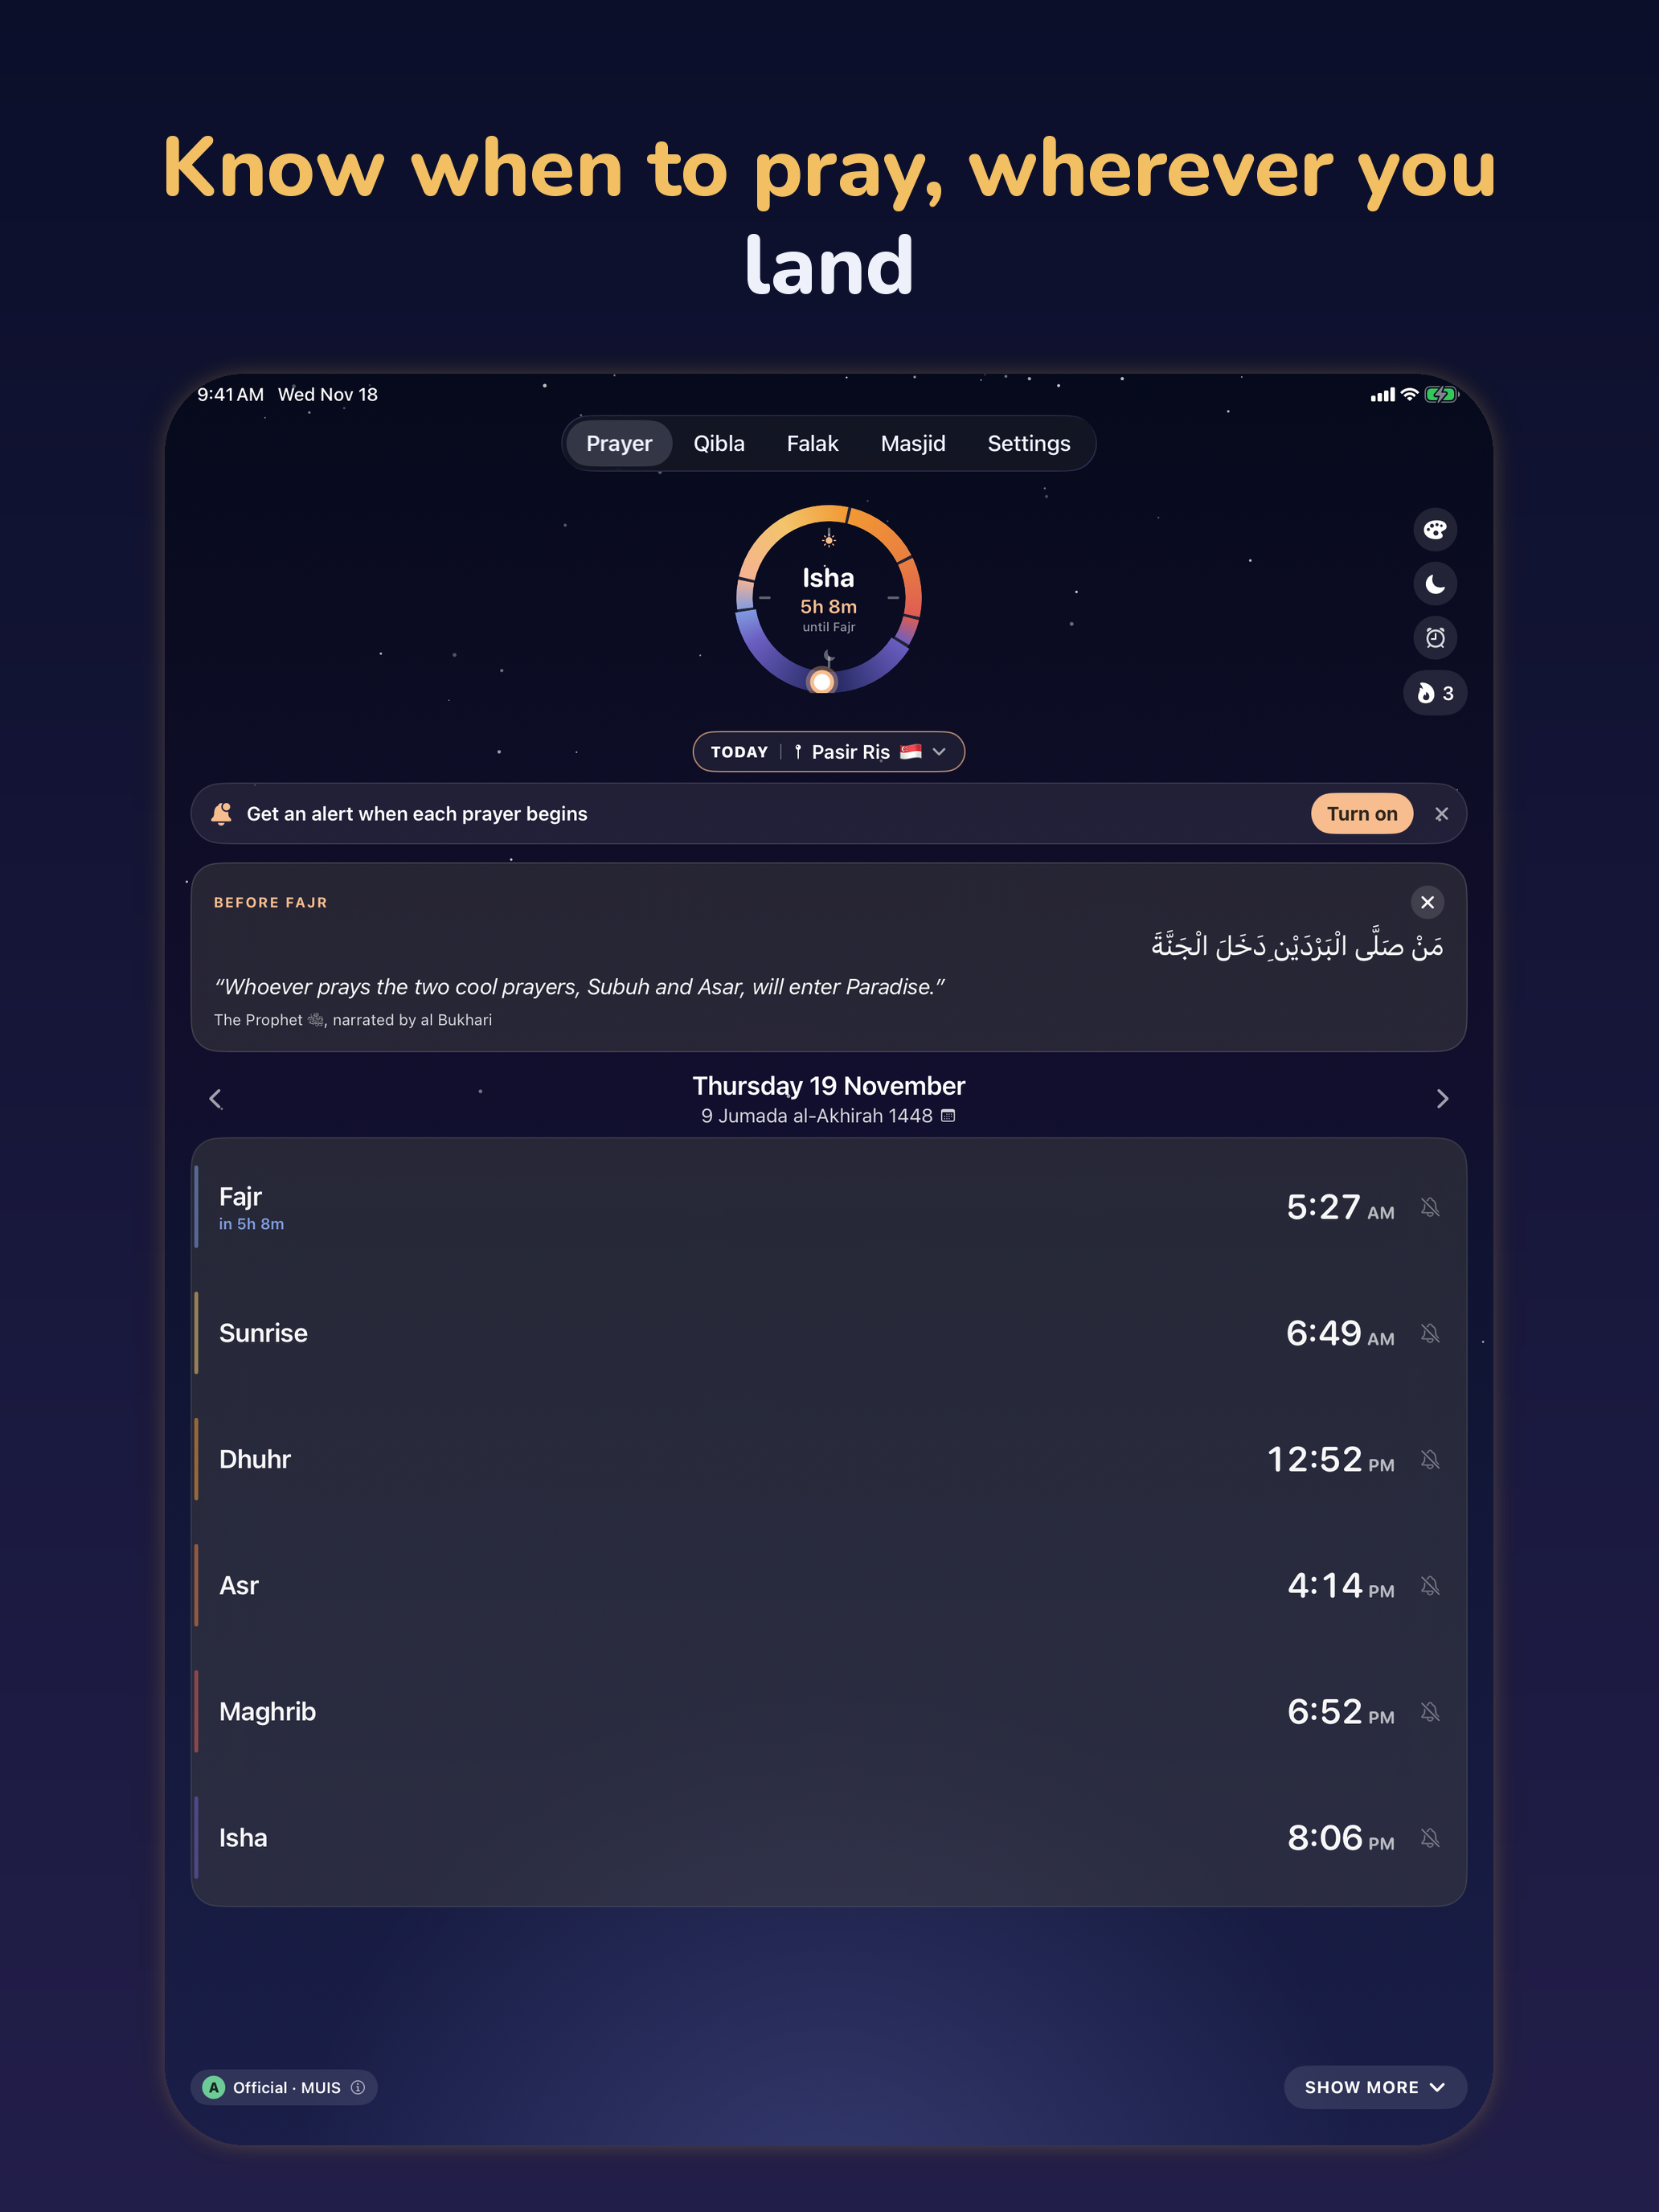 Know when to pray, wherever you
land
9:41 AM Wed Nov 18
Prayer Qibla Falak Masjid Settings
Isha
5h 8m
until Fajr
3
TODAY | Pasir Ris 🇸🇬
Get an alert when each prayer begins Turn on
BEFORE FAJR
مَنْ صَلَّى الْبَرْدَيْنِ دَخَلَ الْجَنَّةَ
“Whoever prays the two cool prayers, Subuh and Asar, will enter Paradise.”
The Prophet ﷺ, narrated by al Bukhari
Thursday 19 November
9 Jumada al-Akhirah 1448
Fajr 5:27 AM
in 5h 8m
Sunrise 6:49 AM
Dhuhr 12:52 PM
Asr 4:14 PM
Maghrib 6:52 PM
Isha 8:06 PM
A Official · MUIS
SHOW MORE